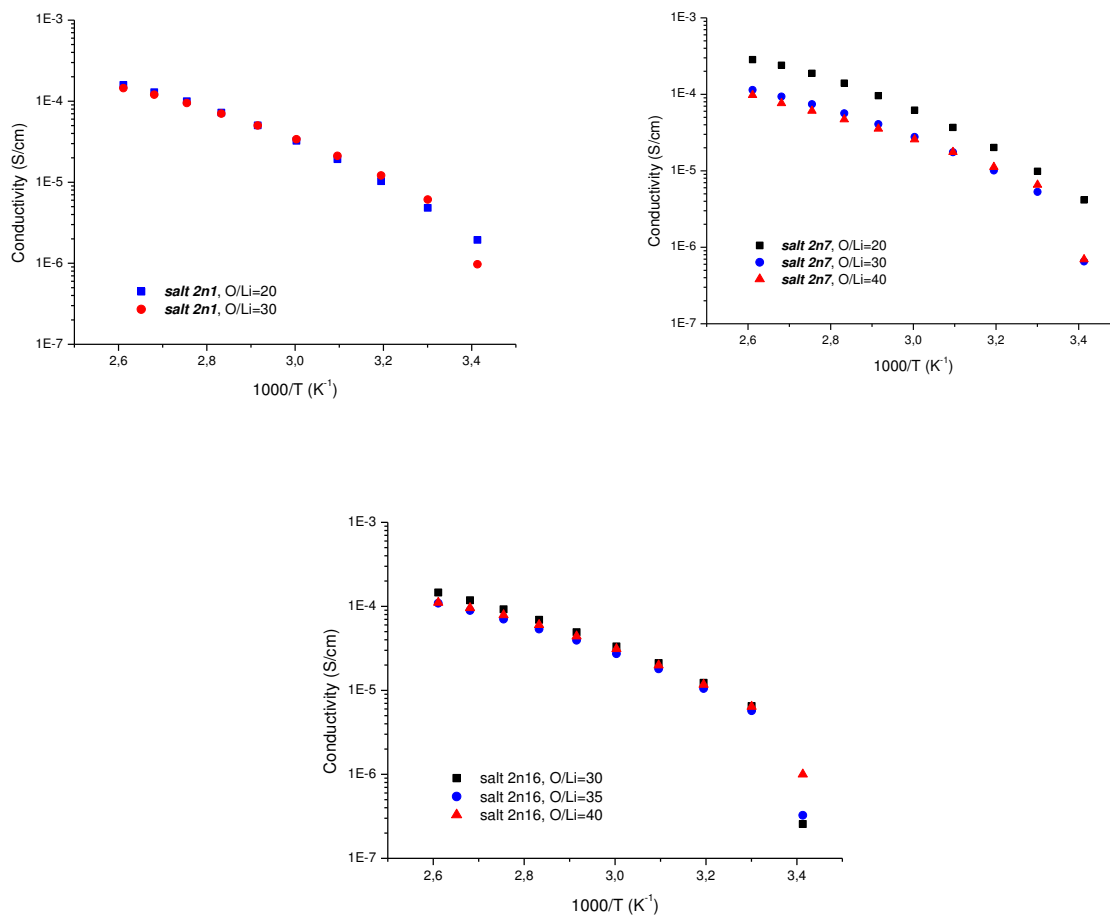 1E-3
1E-4
1E-5
1E-6
1E-7
Conductivity (S/cm)
salt 2n1, O/Li=20
salt 2n1, O/Li=30
2,6 2,8 3,0 3,2 3,4
1000/T (K⁻¹)
1E-3
1E-4
1E-5
1E-6
1E-7
Conductivity (S/cm)
salt 2n7, O/Li=20
salt 2n7, O/Li=30
salt 2n7, O/Li=40
2,6 2,8 3,0 3,2 3,4
1000/T (K⁻¹)
1E-3
1E-4
1E-5
1E-6
1E-7
Conductivity (S/cm)
salt 2n16, O/Li=30
salt 2n16, O/Li=35
salt 2n16, O/Li=40
2,6 2,8 3,0 3,2 3,4
1000/T (K⁻¹)